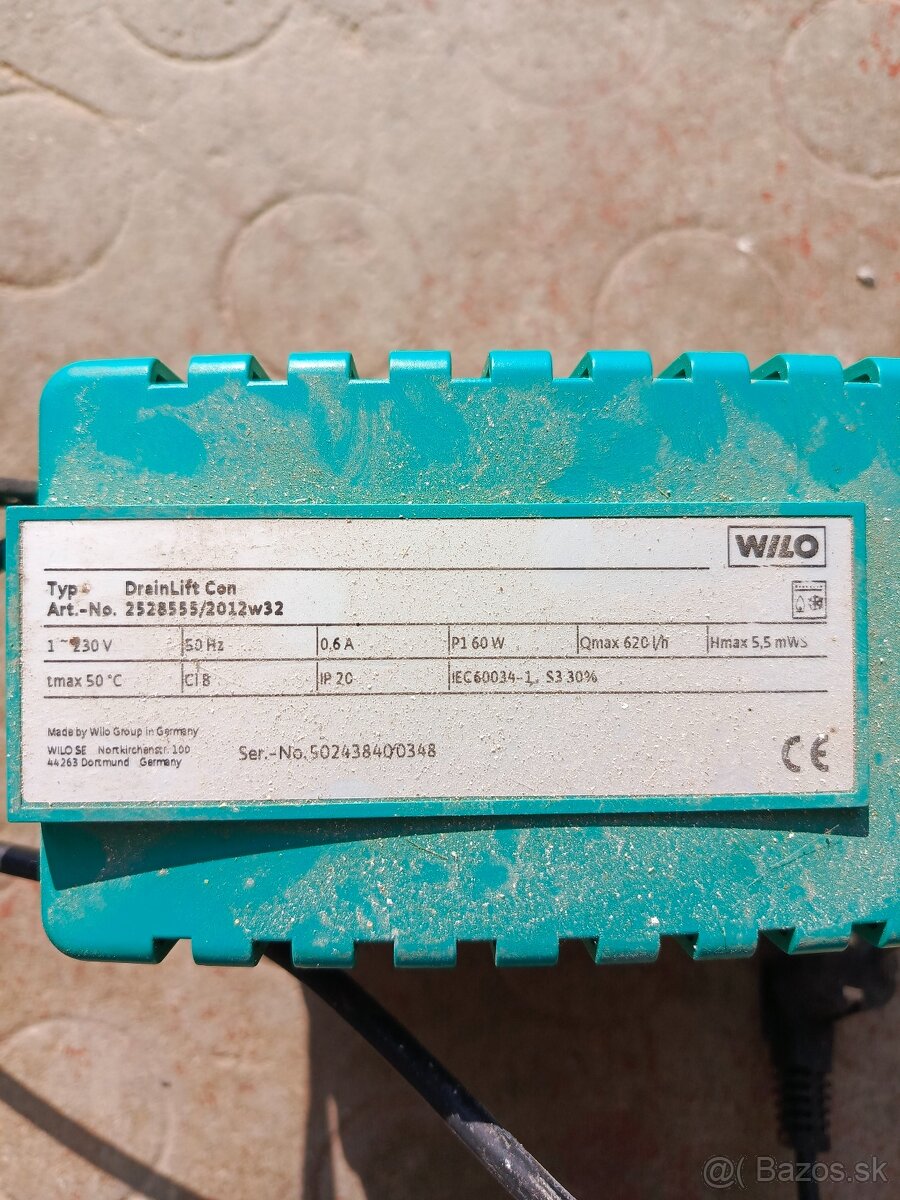 WILO
Typ DrainLift Con
Art.-No. 2528555/2012w32
1 ~ 230 V 50 Hz 0,6 A P1 60 W Qmax 620 l/h Hmax 5,5 mWS
tmax 50 °C Cl B IP 20 IEC60034-1, S3 30%
Made by Wilo Group in Germany
WILO SE Nortkirchenstr. 100
44263 Dortmund Germany
Ser.-No. 502438400348
CE
@( Bazos.sk